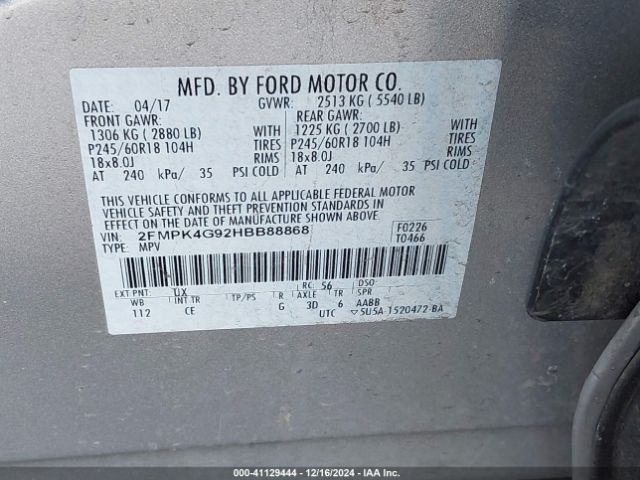 MFD. BY FORD MOTOR CO.
DATE: 04/17 GVWR: 2513 KG ( 5540 LB)
FRONT GAWR: REAR GAWR:
1306 KG ( 2880 LB) WITH 1225 KG ( 2700 LB) WITH
P245/60R18 104H TIRES P245/60R18 104H TIRES
18x8.0J RIMS 18x8.0J RIMS
AT 240 kPa/ 35 PSI COLD AT 240 kPa/ 35 PSI COLD
THIS VEHICLE CONFORMS TO ALL APPLICABLE FEDERAL MOTOR
VEHICLE SAFETY AND THEFT PREVENTION STANDARDS IN
EFFECT ON THE DATE OF MANUFACTURE SHOWN ABOVE.
VIN: 2FMPK4G92HBB88868 F0226
TYPE: MPV T0466
EXT PNT: UX RC: 56 DSO:
WB INT TR TP/PS R AXLE TR SPR
112 CE G 3D 6 AABB
UTC ▽5U5A-1520472-BA
000-41129444 - 12/16/2024 - IAA Inc.